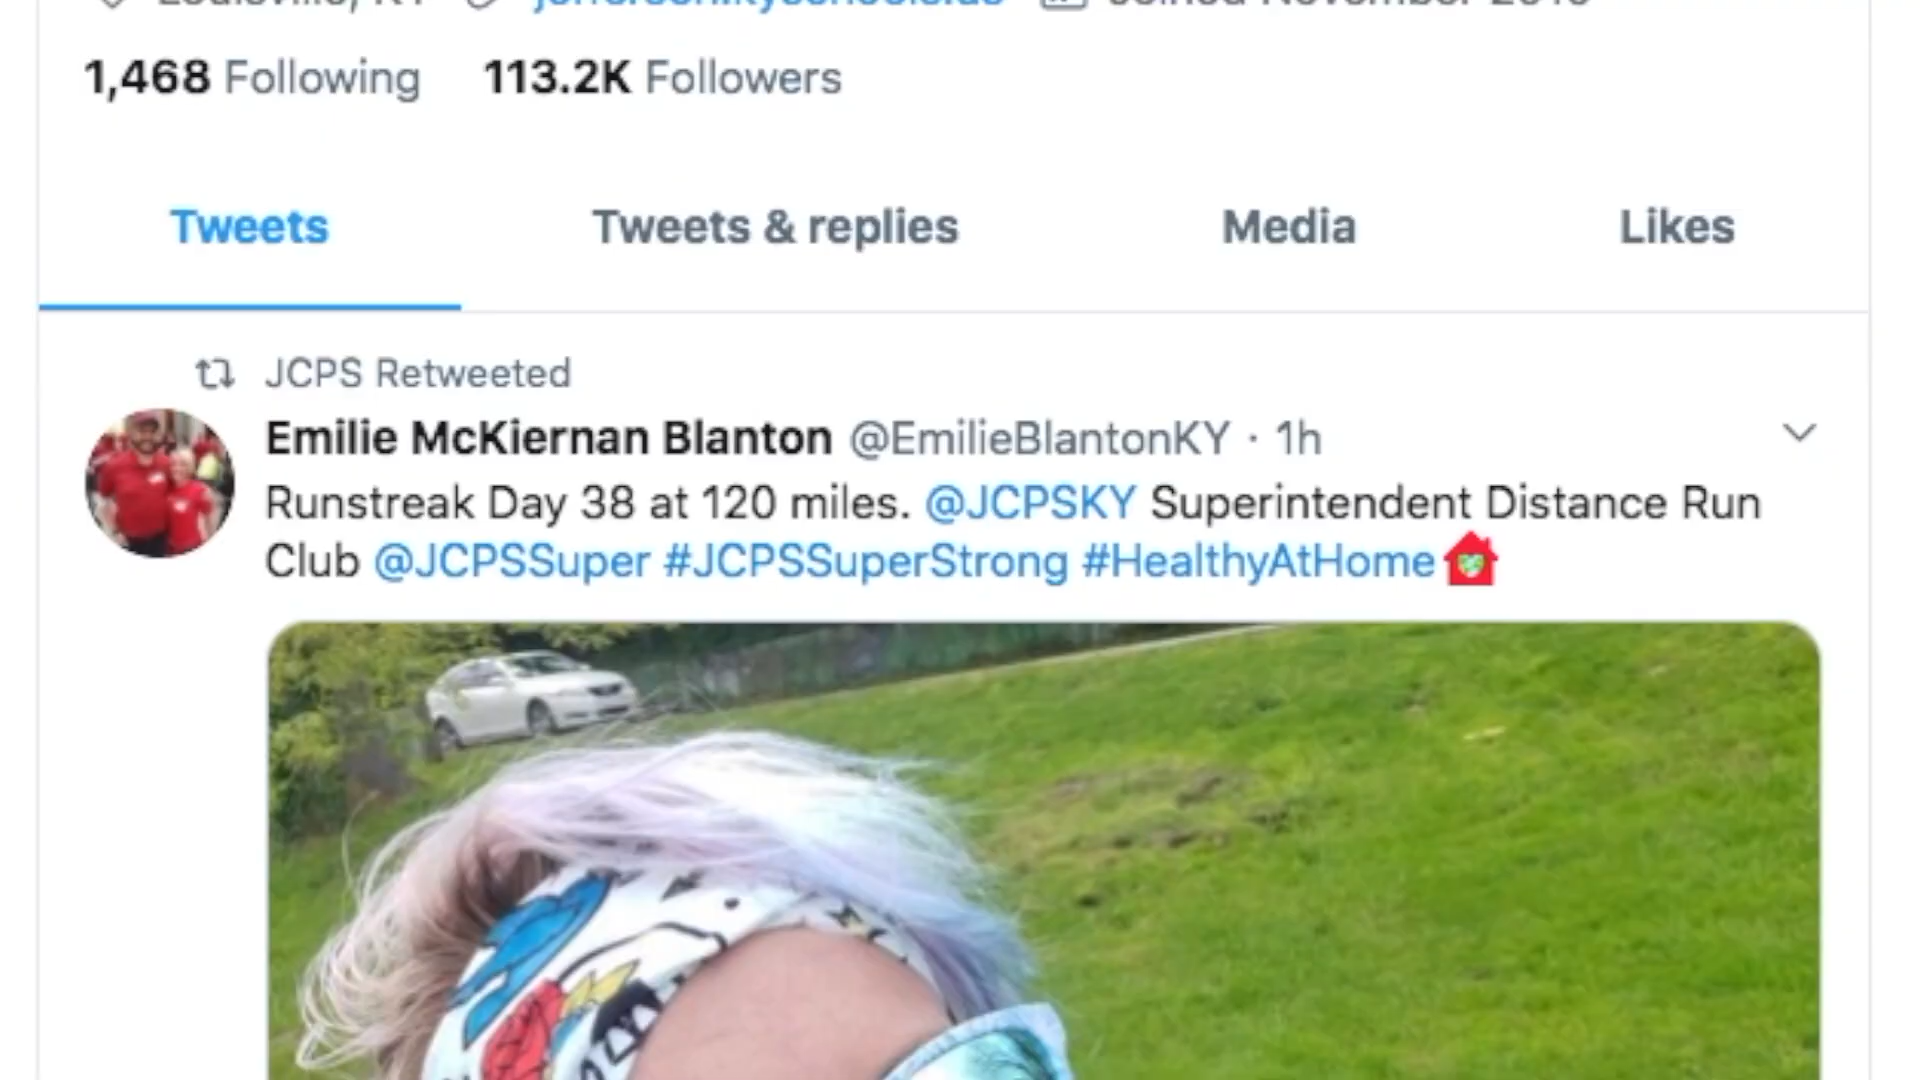 1,468 Following 113.2K Followers
Tweets Tweets & replies Media Likes
JCPS Retweeted
Emilie McKiernan Blanton @EmilieBlantonKY · 1h
Runstreak Day 38 at 120 miles. @JCPSKY Superintendent Distance Run
Club @JCPSSuper #JCPSSuperStrong #HealthyAtHome